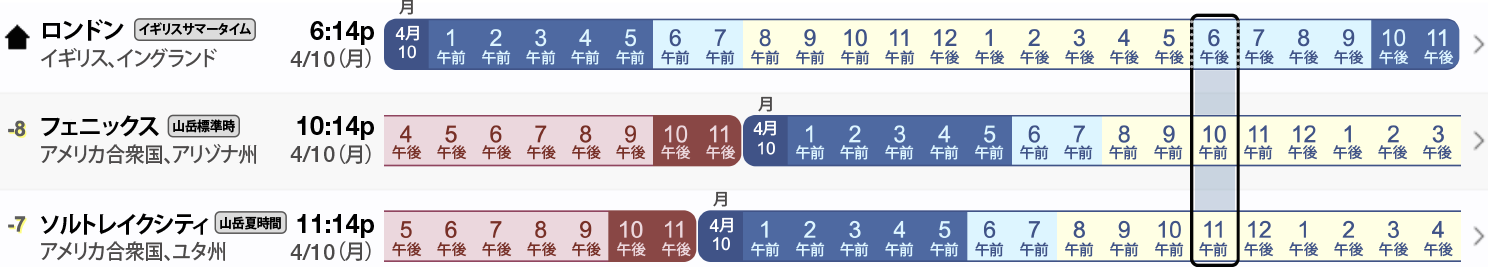 月
ロンドン イギリスサマータイム 6:14p 4月 1 2 3 4 5 6 7 8 9 10 11 12 1 2 3 4 5 6 7 8 9 10 11
イギリス、イングランド 4/10（月） 10 午前 午前 午前 午前 午前 午前 午前 午前 午前 午前 午前 午後 午後 午後 午後 午後 午後 午後 午後 午後 午後 午後 午後
月
-8 フェニックス 山岳標準時 10:14p 4 5 6 7 8 9 10 11 4月 1 2 3 4 5 6 7 8 9 10 11 12 1 2 3
アメリカ合衆国、アリゾナ州 4/10（月） 午後 午後 午後 午後 午後 午後 午後 午後 10 午前 午前 午前 午前 午前 午前 午前 午前 午前 午前 午前 午後 午後 午後 午後
月
-7 ソルトレイクシティ 山岳夏時間 11:14p 5 6 7 8 9 10 11 4月 1 2 3 4 5 6 7 8 9 10 11 12 1 2 3 4
アメリカ合衆国、ユタ州 4/10（月） 午後 午後 午後 午後 午後 午後 午後 10 午前 午前 午前 午前 午前 午前 午前 午前 午前 午前 午前 午後 午後 午後 午後 午後